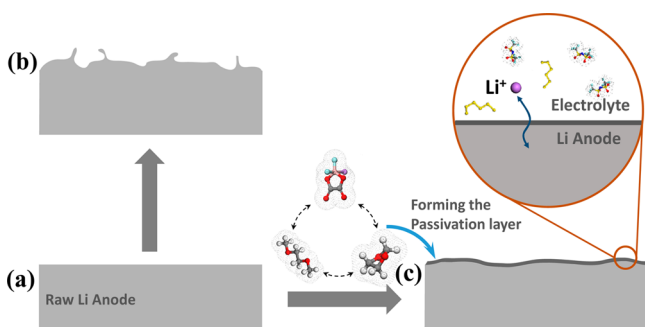 (b)
Li+
Electrolyte
Li Anode
Forming the
Passivation layer
(a)
Raw Li Anode
(c)